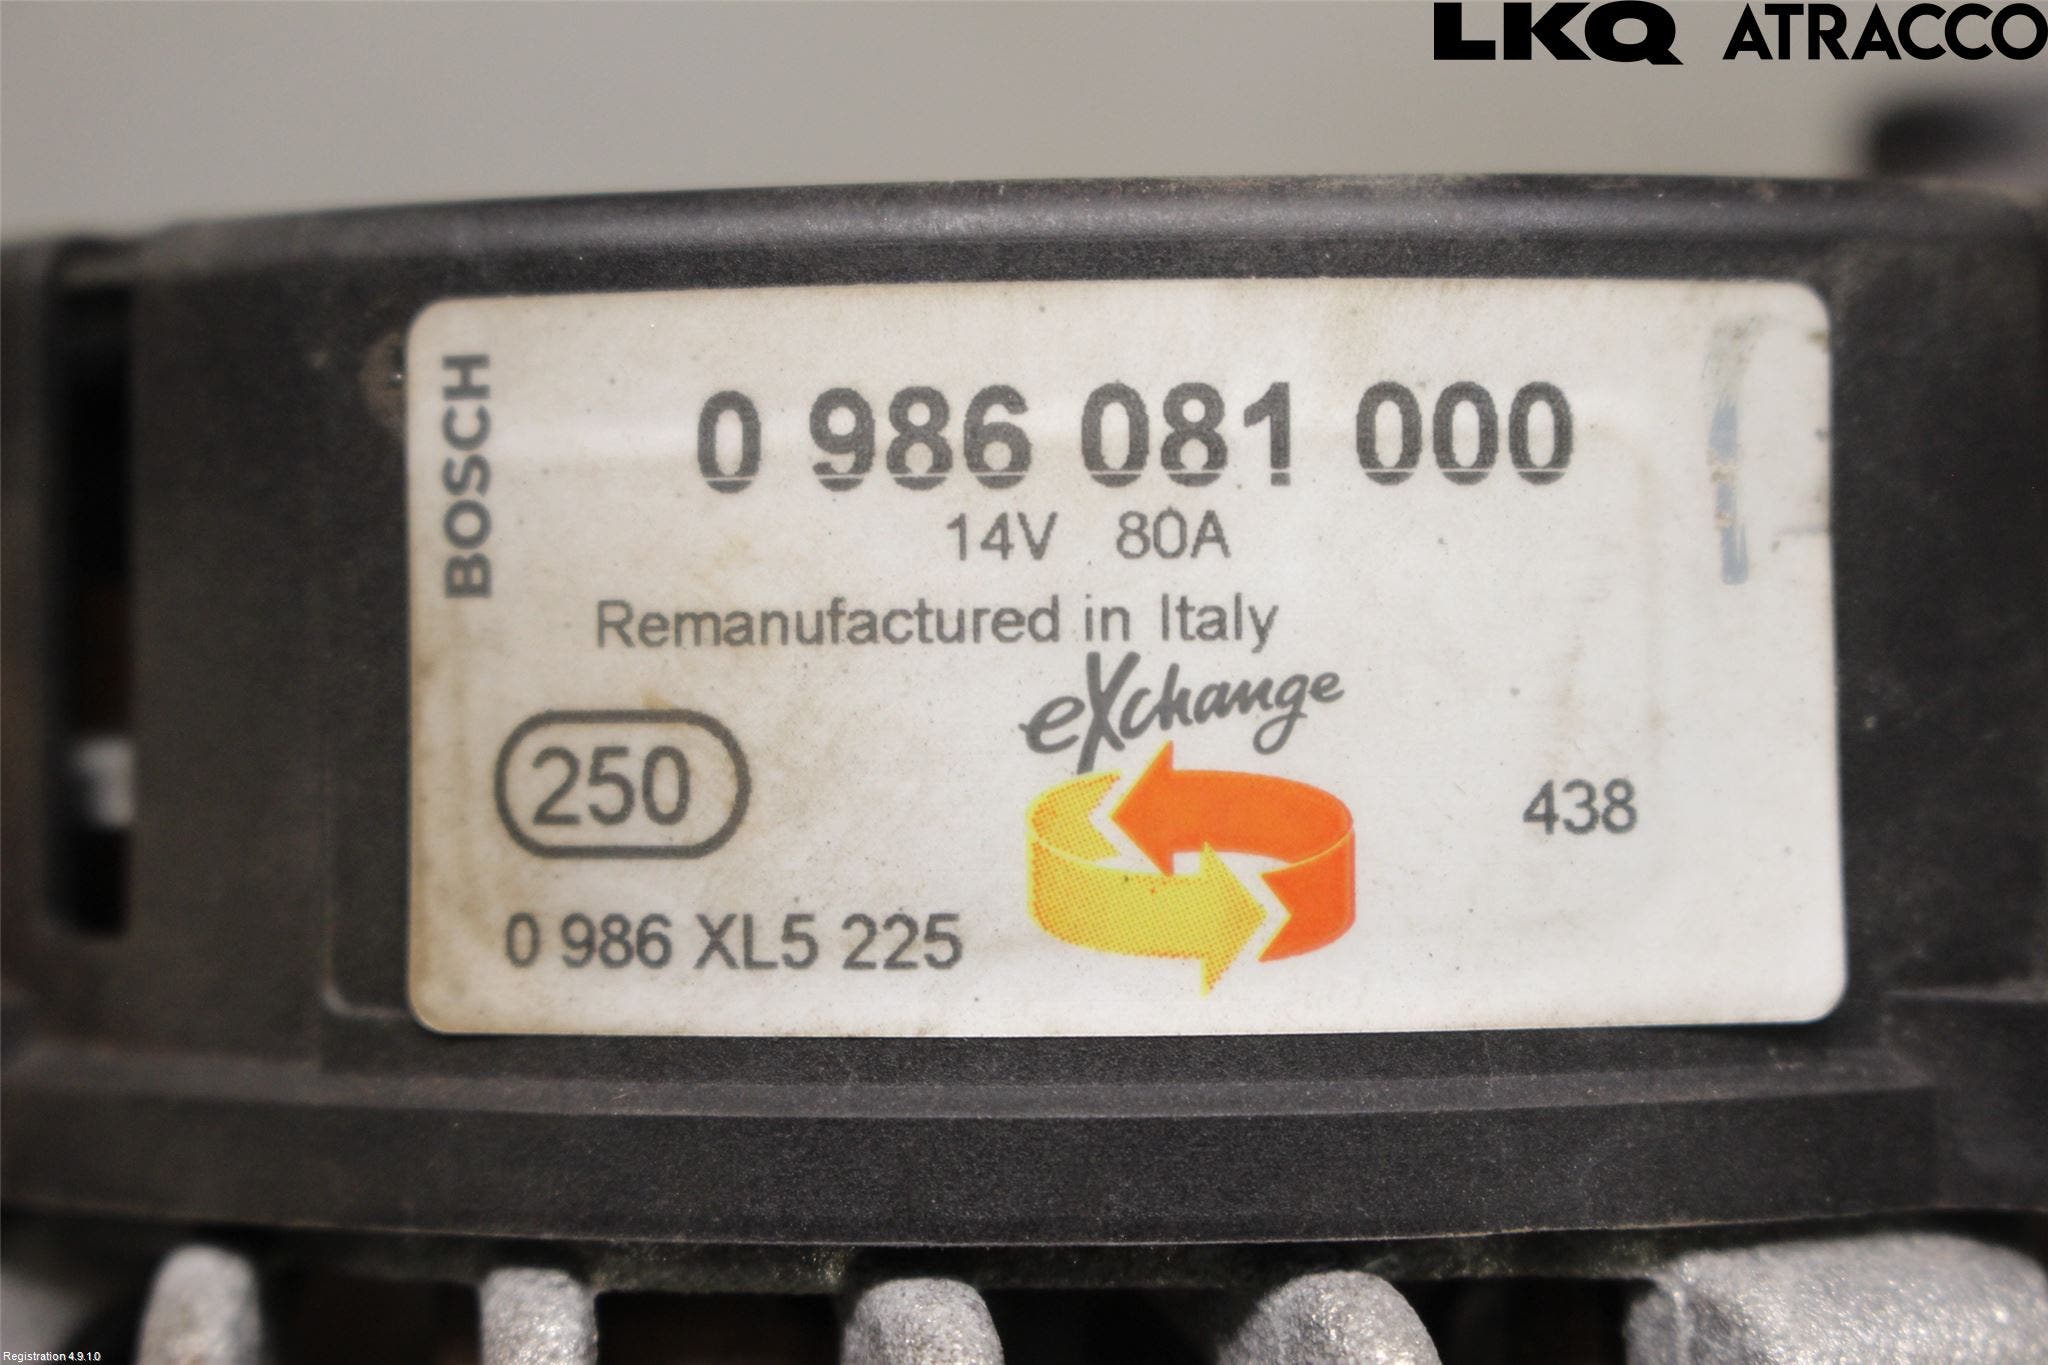 LKQ ATRACCO
BOSCH
0 986 081 000
14V 80A
Remanufactured in Italy
eXchange
250
438
0 986 XL5 225
Registration 4.9.1.0